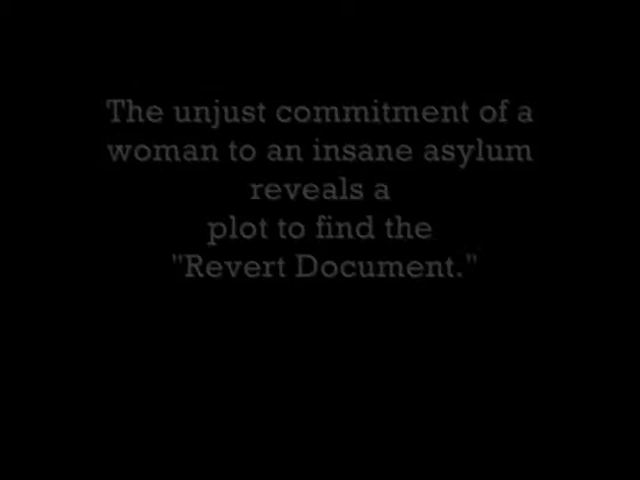 The unjust commitment of a
woman to an insane asylum
reveals a
plot to find the
"Revert Document."